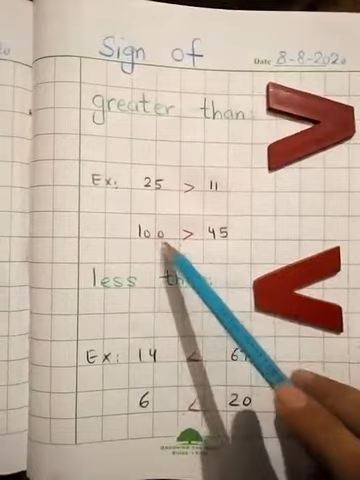 Sign of
Date 8-8-2020
greater than:
Ex: 25 > 11
100 > 45
less
Ex: 14 <
6 < 20